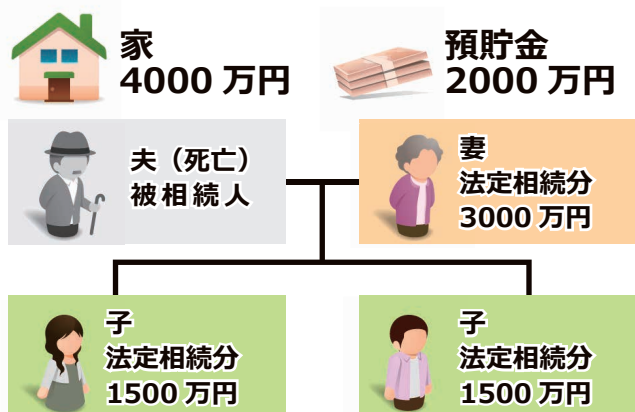 家
4000 万円
預貯金
2000 万円
夫（死亡）
被相続人
妻
法定相続分
3000 万円
子
法定相続分
1500 万円
子
法定相続分
1500 万円